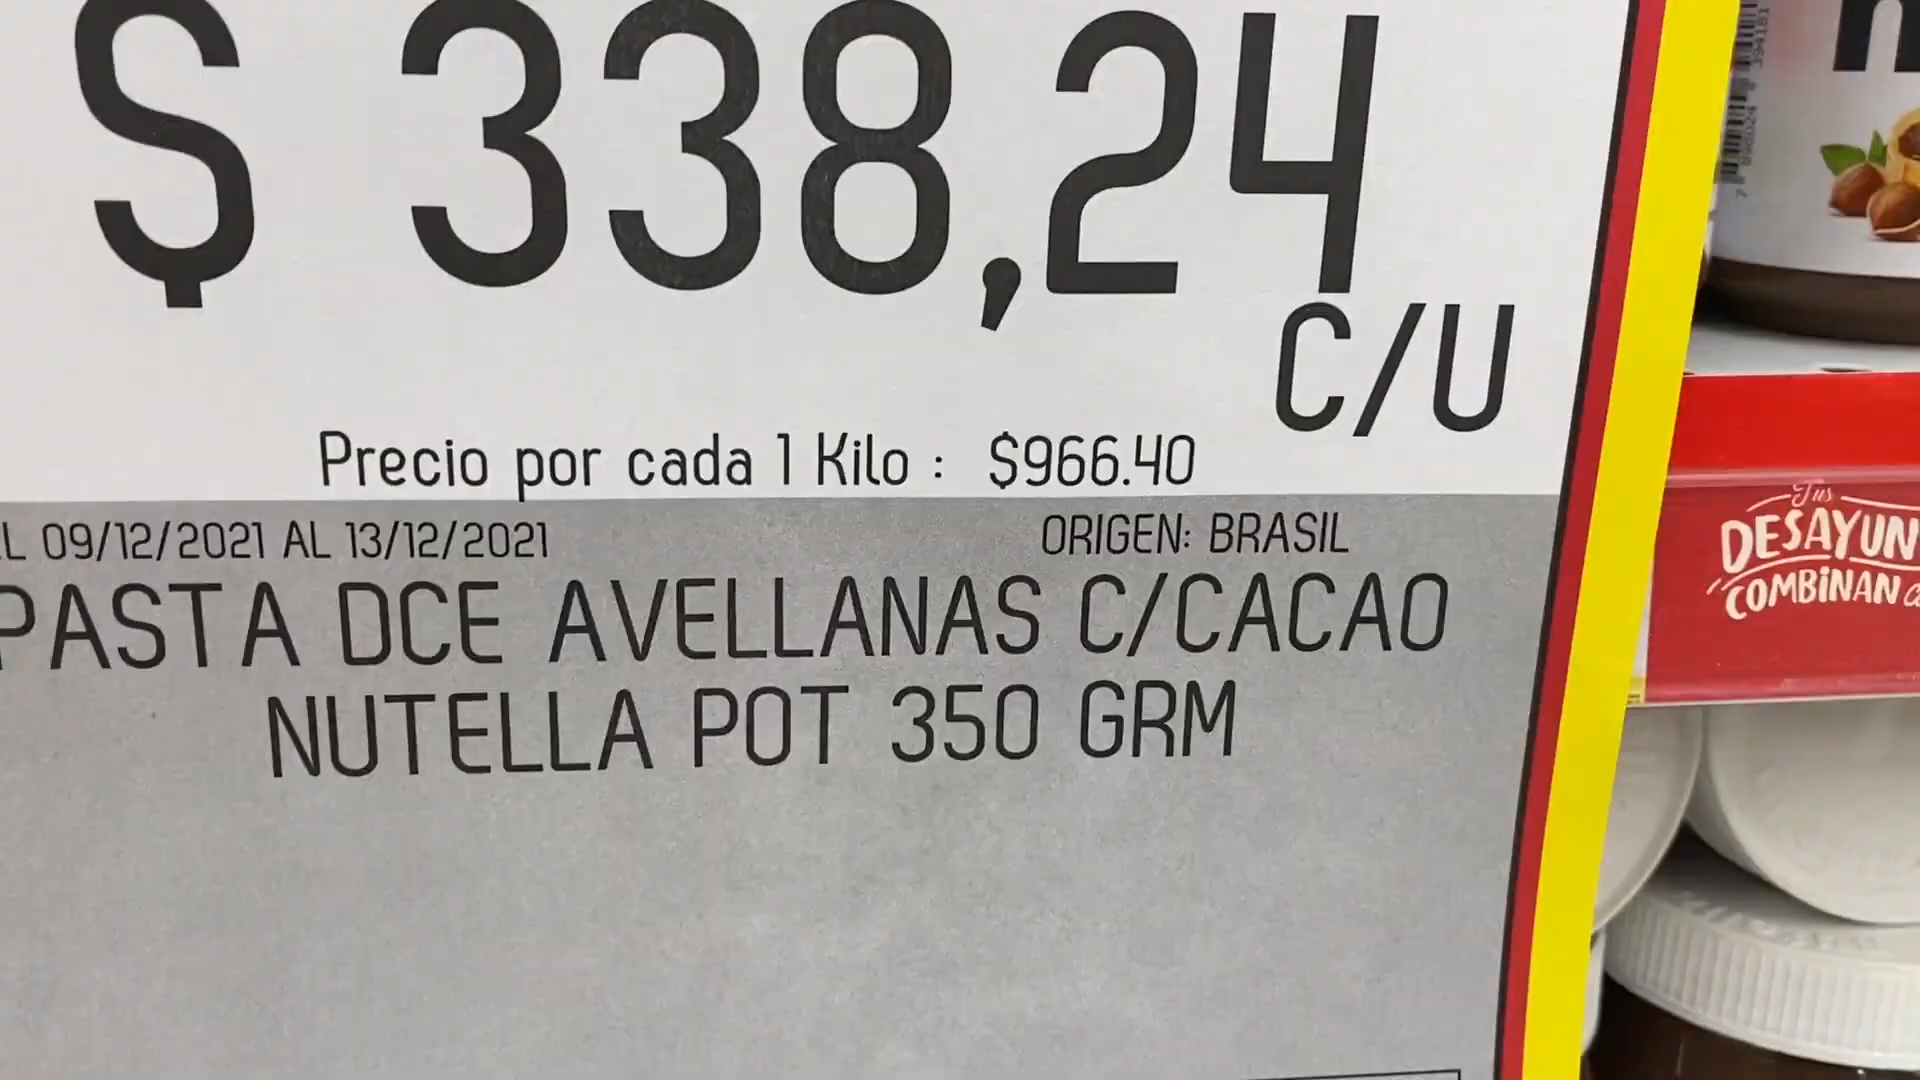 $ 338,24
C/U
Precio por cada 1 Kilo : $966.40
L 09/12/2021 AL 13/12/2021
ORIGEN: BRASIL
PASTA DCE AVELLANAS C/CACAO
NUTELLA POT 350 GRM
Tus
DESAYUN
COMBINAN